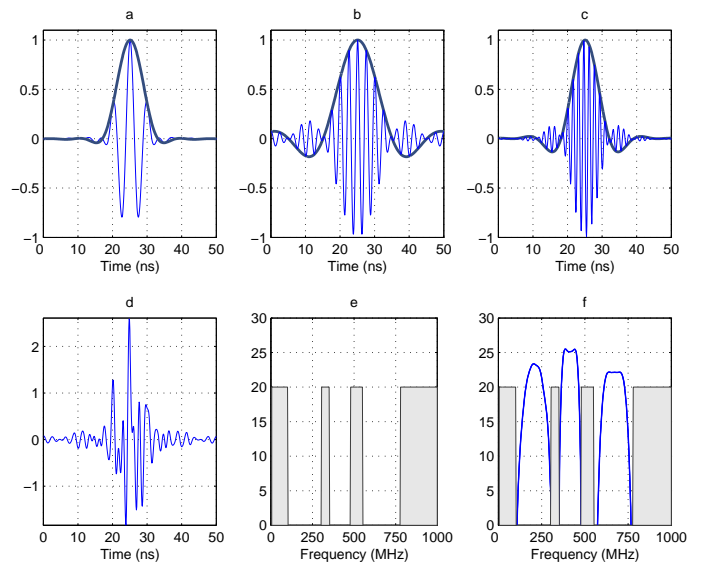 a b c
1 1 1
0.5 0.5 0.5
0 0 0
−0.5 −0.5 −0.5
−1 −1 −1
0 10 20 30 40 50 0 10 20 30 40 50 0 10 20 30 40 50
Time (ns) Time (ns) Time (ns)
d e f
2
1
0
−1
30 30
25 25
20 20
15 15
10 10
5 5
0 0
0 10 20 30 40 50 0 250 500 750 1000 0 250 500 750 1000
Time (ns) Frequency (MHz) Frequency (MHz)